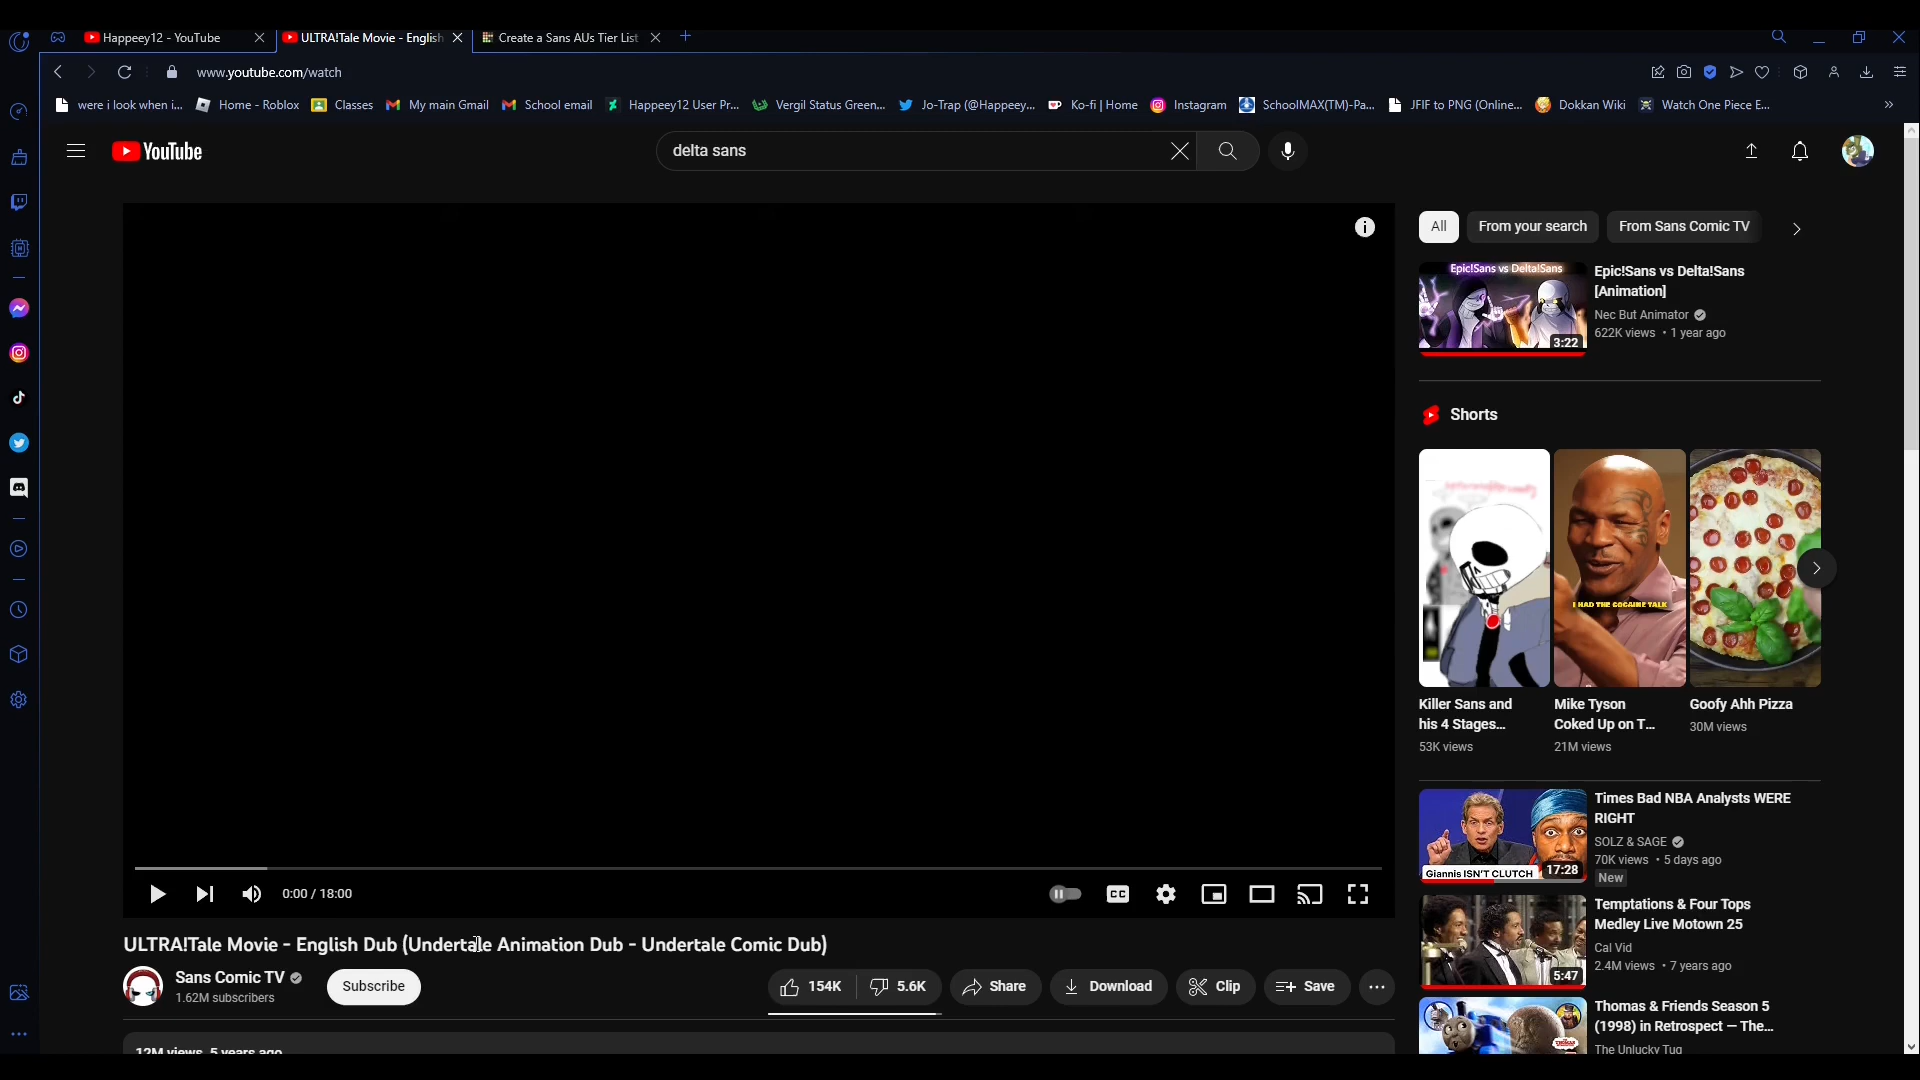 Happeey12 - YouTube
ULTRA!Tale Movie - English
Create a Sans AUs Tier List
www.youtube.com/watch
were i look when i...
Home - Roblox
Classes
My main Gmail
School email
Happeey12 User Pr...
Vergil Status Green...
Jo-Trap (@Happeey...
Ko-fi | Home
Instagram
SchoolMAX(TM)-Pa...
JFIF to PNG (Online...
Dokkan Wiki
Watch One Piece E...
YouTube
delta sans
All
From your search
From Sans Comic TV
Epic!Sans vs Delta!Sans
3:22
Epic!Sans vs Delta!Sans
[Animation]
Nec But Animator
622K views • 1 year ago
Shorts
I HAD THE COCAINE TALK
Killer Sans and
his 4 Stages...
53K views
Mike Tyson
Coked Up on T...
21M views
Goofy Ahh Pizza
30M views
Giannis ISN'T CLUTCH
17:28
Times Bad NBA Analysts WERE
RIGHT
SOLZ & SAGE
70K views • 5 days ago
New
5:47
Temptations & Four Tops
Medley Live Motown 25
Cal Vid
2.4M views • 7 years ago
Thomas & Friends Season 5
(1998) in Retrospect — The...
The Unlucky Tug
0:00 / 18:00
CC
ULTRA!Tale Movie - English Dub (Undertale Animation Dub - Undertale Comic Dub)
Sans Comic TV
1.62M subscribers
Subscribe
154K
5.6K
Share
Download
Clip
Save
12M views 5 years ago